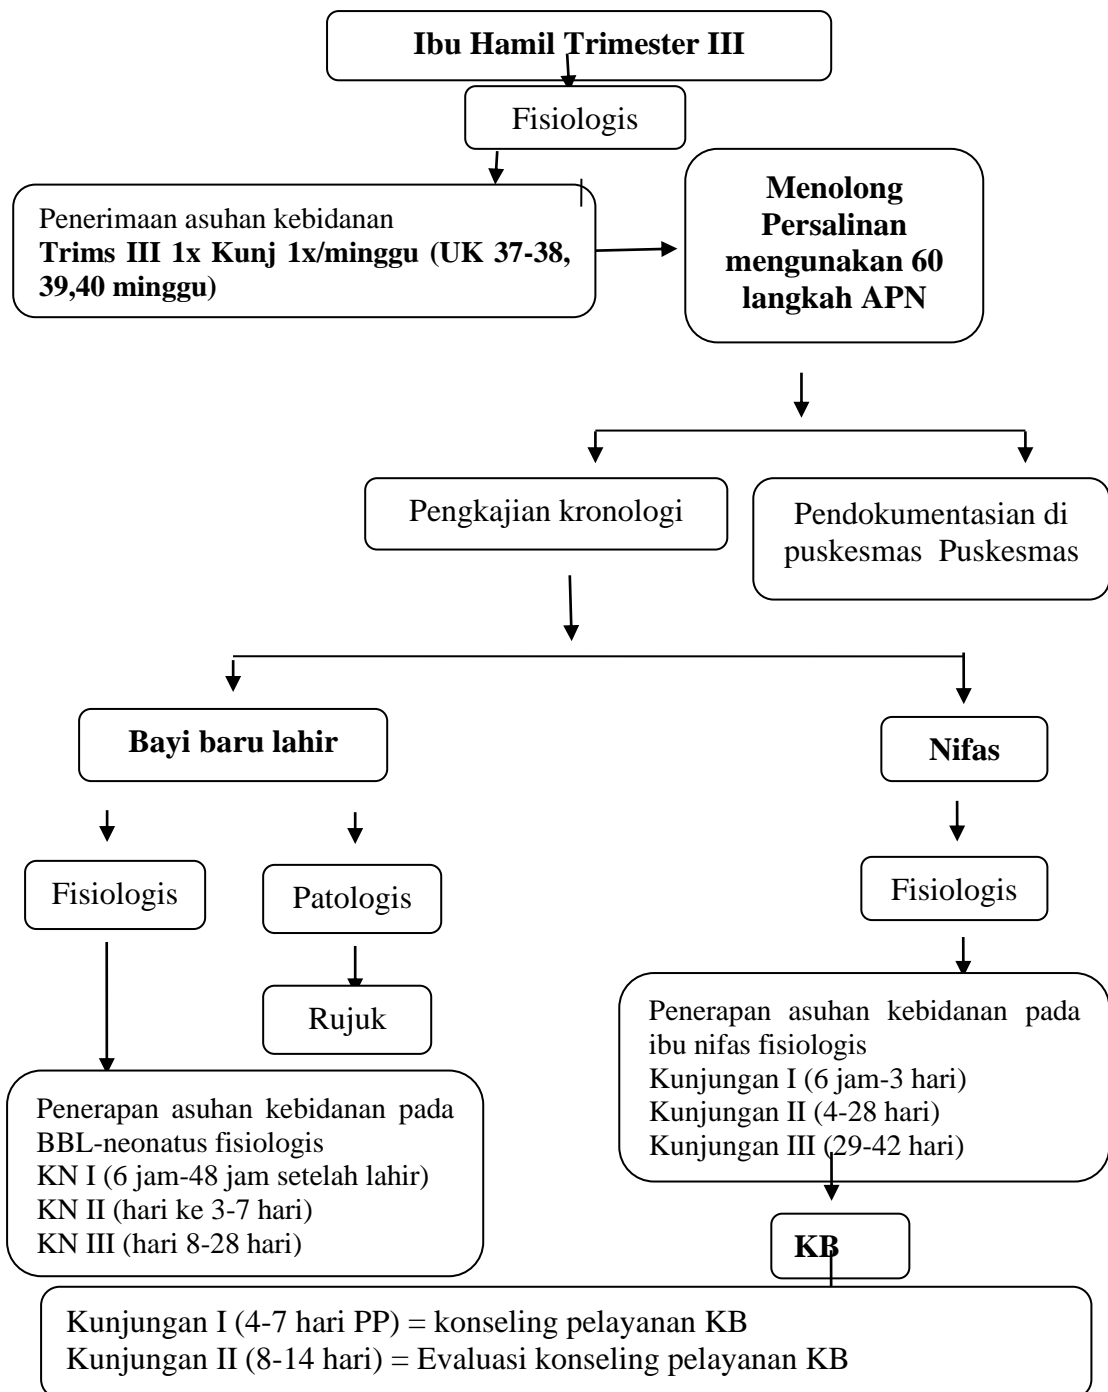 Ibu Hamil Trimester III
Fisiologis
Penerimaan asuhan kebidanan
Trims III 1x Kunj 1x/minggu (UK 37-38,
39,40 minggu)
Menolong
Persalinan
mengunakan 60
langkah APN
Pengkajian kronologi
Pendokumentasian di
puskesmas Puskesmas
Bayi baru lahir
Nifas
Fisiologis
Patologis
Fisiologis
Rujuk
Penerapan asuhan kebidanan pada
ibu nifas fisiologis
Kunjungan I (6 jam-3 hari)
Kunjungan II (4-28 hari)
Kunjungan III (29-42 hari)
Penerapan asuhan kebidanan pada
BBL-neonatus fisiologis
KN I (6 jam-48 jam setelah lahir)
KN II (hari ke 3-7 hari)
KN III (hari 8-28 hari)
KB
Kunjungan I (4-7 hari PP) = konseling pelayanan KB
Kunjungan II (8-14 hari) = Evaluasi konseling pelayanan KB